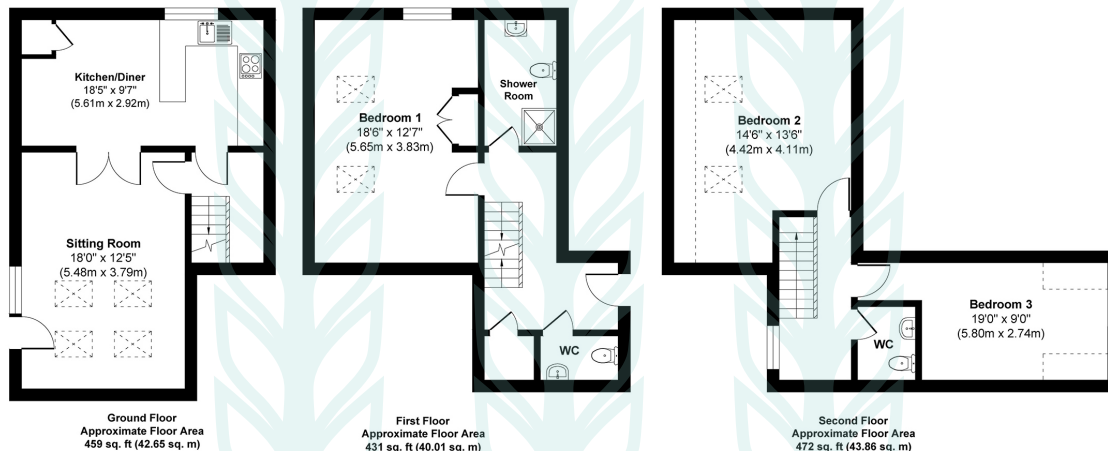 Kitchen/Diner
18'5" x 9'7"
(5.61m x 2.92m)
Sitting Room
18'0" x 12'5"
(5.48m x 3.79m)
Ground Floor
Approximate Floor Area
459 sq. ft (42.65 sq. m)
Bedroom 1
18'6" x 12'7"
(5.65m x 3.83m)
Shower
Room
WC
First Floor
Approximate Floor Area
431 sq. ft (40.01 sq. m)
Bedroom 2
14'6" x 13'6"
(4.42m x 4.11m)
Bedroom 3
19'0" x 9'0"
(5.80m x 2.74m)
WC
Second Floor
Approximate Floor Area
472 sq. ft (43.86 sq. m)